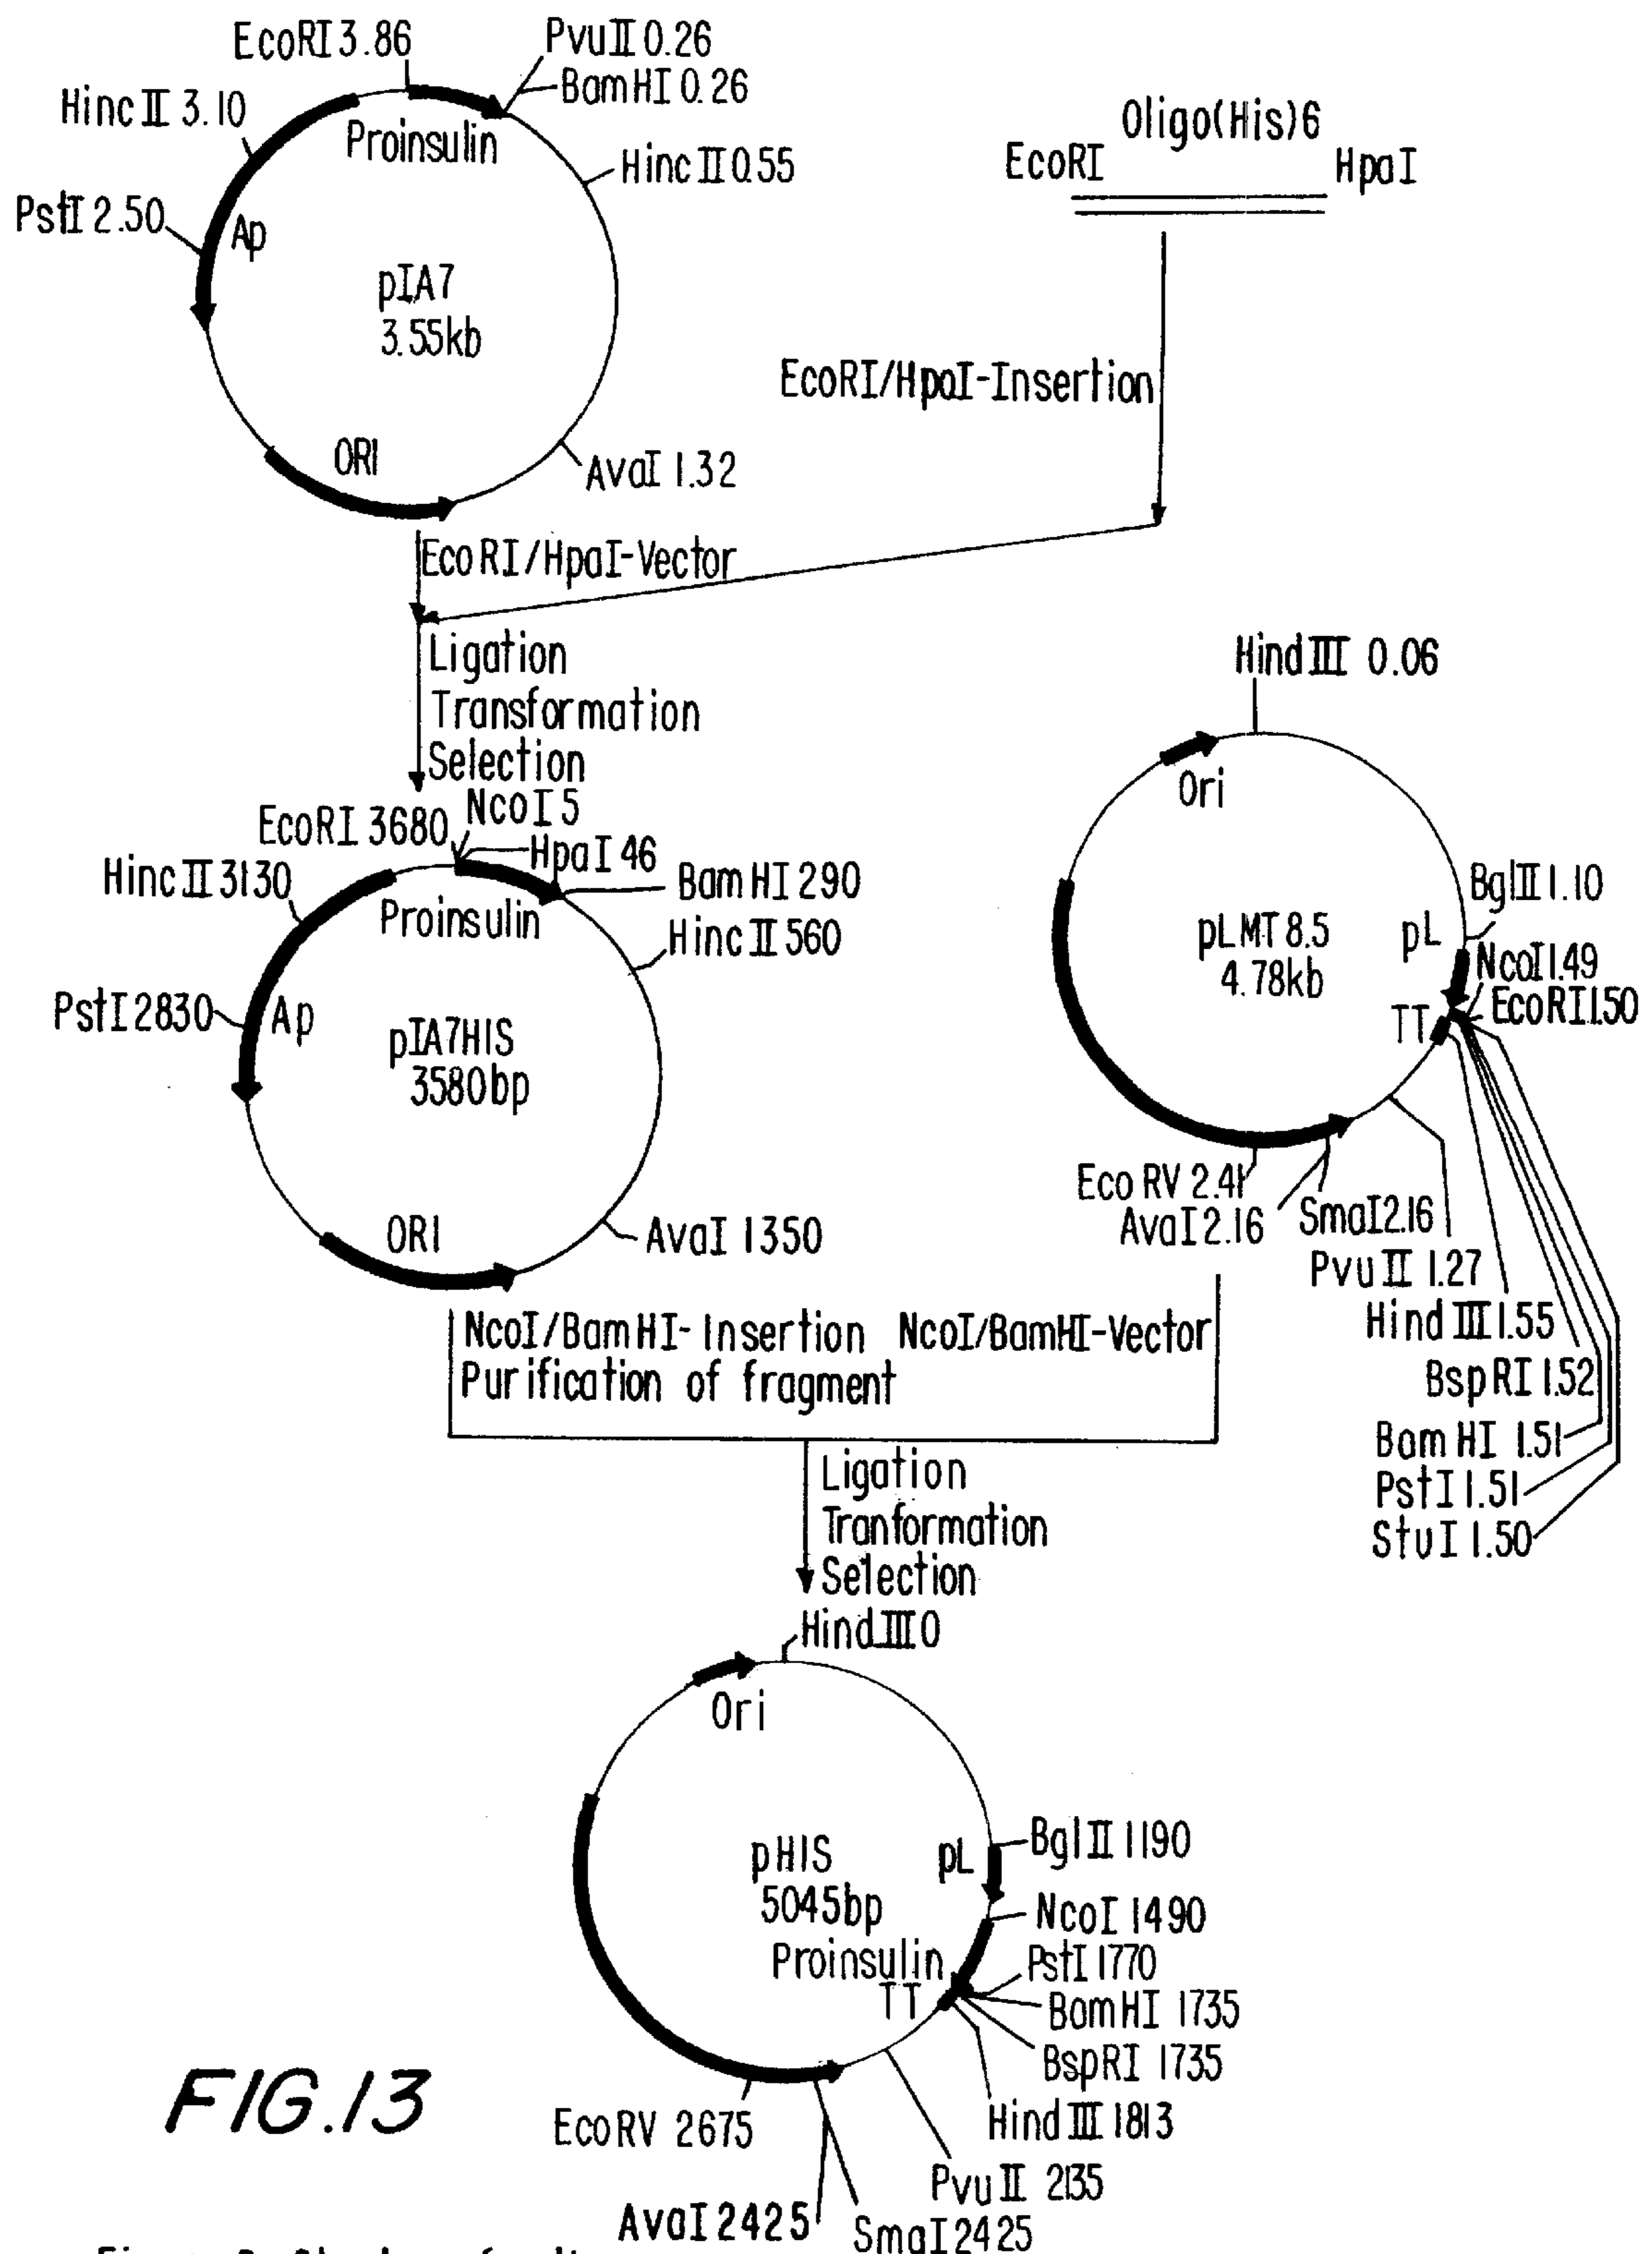 EcoRI 3.86
PvuII 0.26
BamHI 0.26
HincII 3.10
Proinsulin
HincII 0.55
PstI 2.50
Ap
pIA7
3.55kb
ORI
AvaI 1.32
Oligo(His)6
EcoRI
HpaI
EcoRI/HpaI-Insertion
EcoRI/HpaI-Vector
Ligation
Transformation
Selection
EcoRI 3680
NcoI 5
HpaI 46
HincII 3130
BamHI 290
Proinsulin
HincII 560
PstI 2830
Ap
pIA7HIS
3580bp
ORI
AvaI 1350
HindIII 0.06
Ori
BglII 1.10
pLMT8.5
4.78kb
pL
NcoI 1.49
EcoRI 1.50
TT
EcoRV 2.41
AvaI 2.16
SmaI 2.16
PvuII 1.27
HindIII 1.55
BspRI 1.52
BamHI 1.51
PstI 1.51
StuI 1.50
NcoI/BamHI-Insertion NcoI/BamHI-Vector
Purification of fragment
Ligation
Tranformation
Selection
HindIII 0
Ori
BglII 1190
pHIS
5045bp
pL
NcoI 1490
Proinsulin
PstI 1770
TT
BamHI 1735
BspRI 1735
HindIII 1813
EcoRV 2675
PvuII 2135
AvaI 2425
SmaI 2425
FIG.13